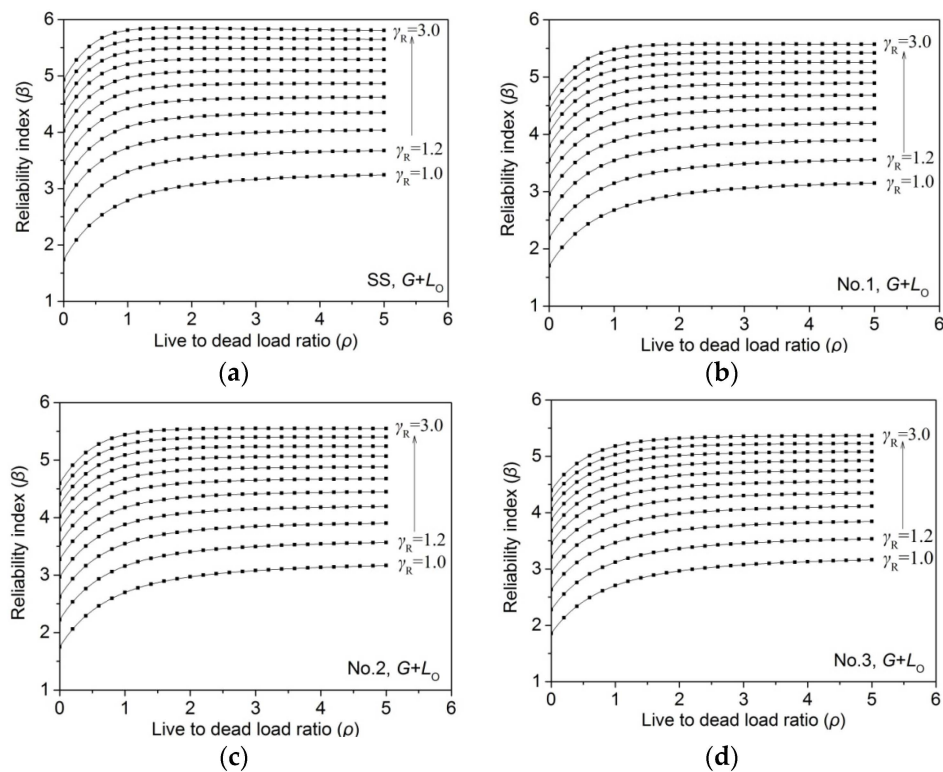 6
5
4
3
2
1
Reliability index (β)
γR=3.0
γR=1.2
γR=1.0
SS, G+LO
0 1 2 3 4 5 6
Live to dead load ratio (ρ)
(a)
6
5
4
3
2
1
Reliability index (β)
γR=3.0
γR=1.2
γR=1.0
No.1, G+LO
0 1 2 3 4 5 6
Live to dead load ratio (ρ)
(b)
6
5
4
3
2
1
Reliability index (β)
γR=3.0
γR=1.2
γR=1.0
No.2, G+LO
0 1 2 3 4 5 6
Live to dead load ratio (ρ)
(c)
6
5
4
3
2
1
Reliability index (β)
γR=3.0
γR=1.2
γR=1.0
No.3, G+LO
0 1 2 3 4 5 6
Live to dead load ratio (ρ)
(d)